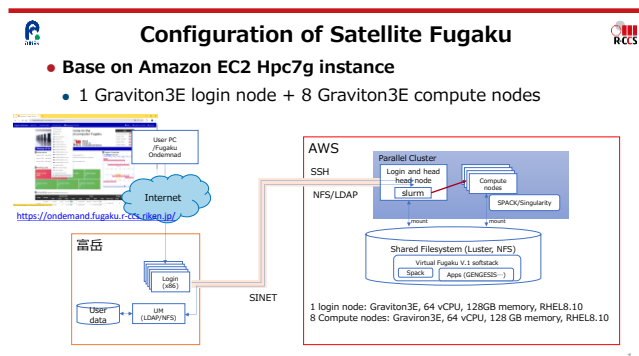 Configuration of Satellite Fugaku
RIKEN
R-CCS
● Base on Amazon EC2 Hpc7g instance
• 1 Graviton3E login node + 8 Graviton3E compute nodes
User PC
/Fugaku
Ondemnad
Internet
https://ondemand.fugaku.r-ccs.riken.jp/
富岳
Login
(x86)
User
data
UM
(LDAP/NFS)
SINET
AWS
SSH
NFS/LDAP
Parallel Cluster
Login and head
head node
slurm
Compute
nodes
SPACK/Singularity
mount
mount
Shared Filesystem (Luster, NFS)
Virtual Fugaku V.1 softstack
Spack
Apps (GENGESIS…)
1 login node: Graviton3E, 64 vCPU, 128GB memory, RHEL8.10
8 Compute nodes: Graviron3E, 64 vCPU, 128 GB memory, RHEL8.10